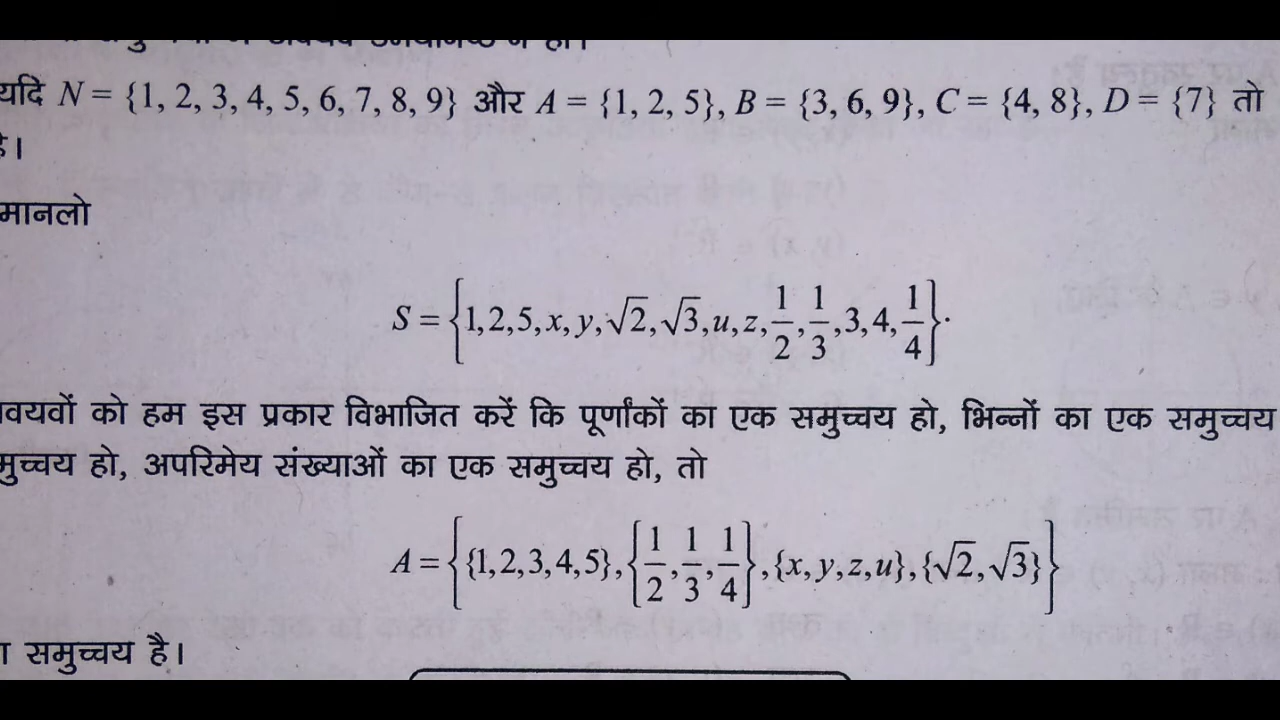 यदि N = {1, 2, 3, 4, 5, 6, 7, 8, 9} और A = {1, 2, 5}, B = {3, 6, 9}, C = {4, 8}, D = {7} तो
है।
मानलो
S = {1, 2, 5, x, y, √2, √3, u, z, 1/2, 1/3, 3, 4, 1/4}.
वयवों को हम इस प्रकार विभाजित करें कि पूर्णांकों का एक समुच्चय हो, भिन्नों का एक समुच्चय
मुच्चय हो, अपरिमेय संख्याओं का एक समुच्चय हो, तो
A = {{1, 2, 3, 4, 5}, {1/2, 1/3, 1/4}, {x, y, z, u}, {√2, √3}}
समुच्चय है।